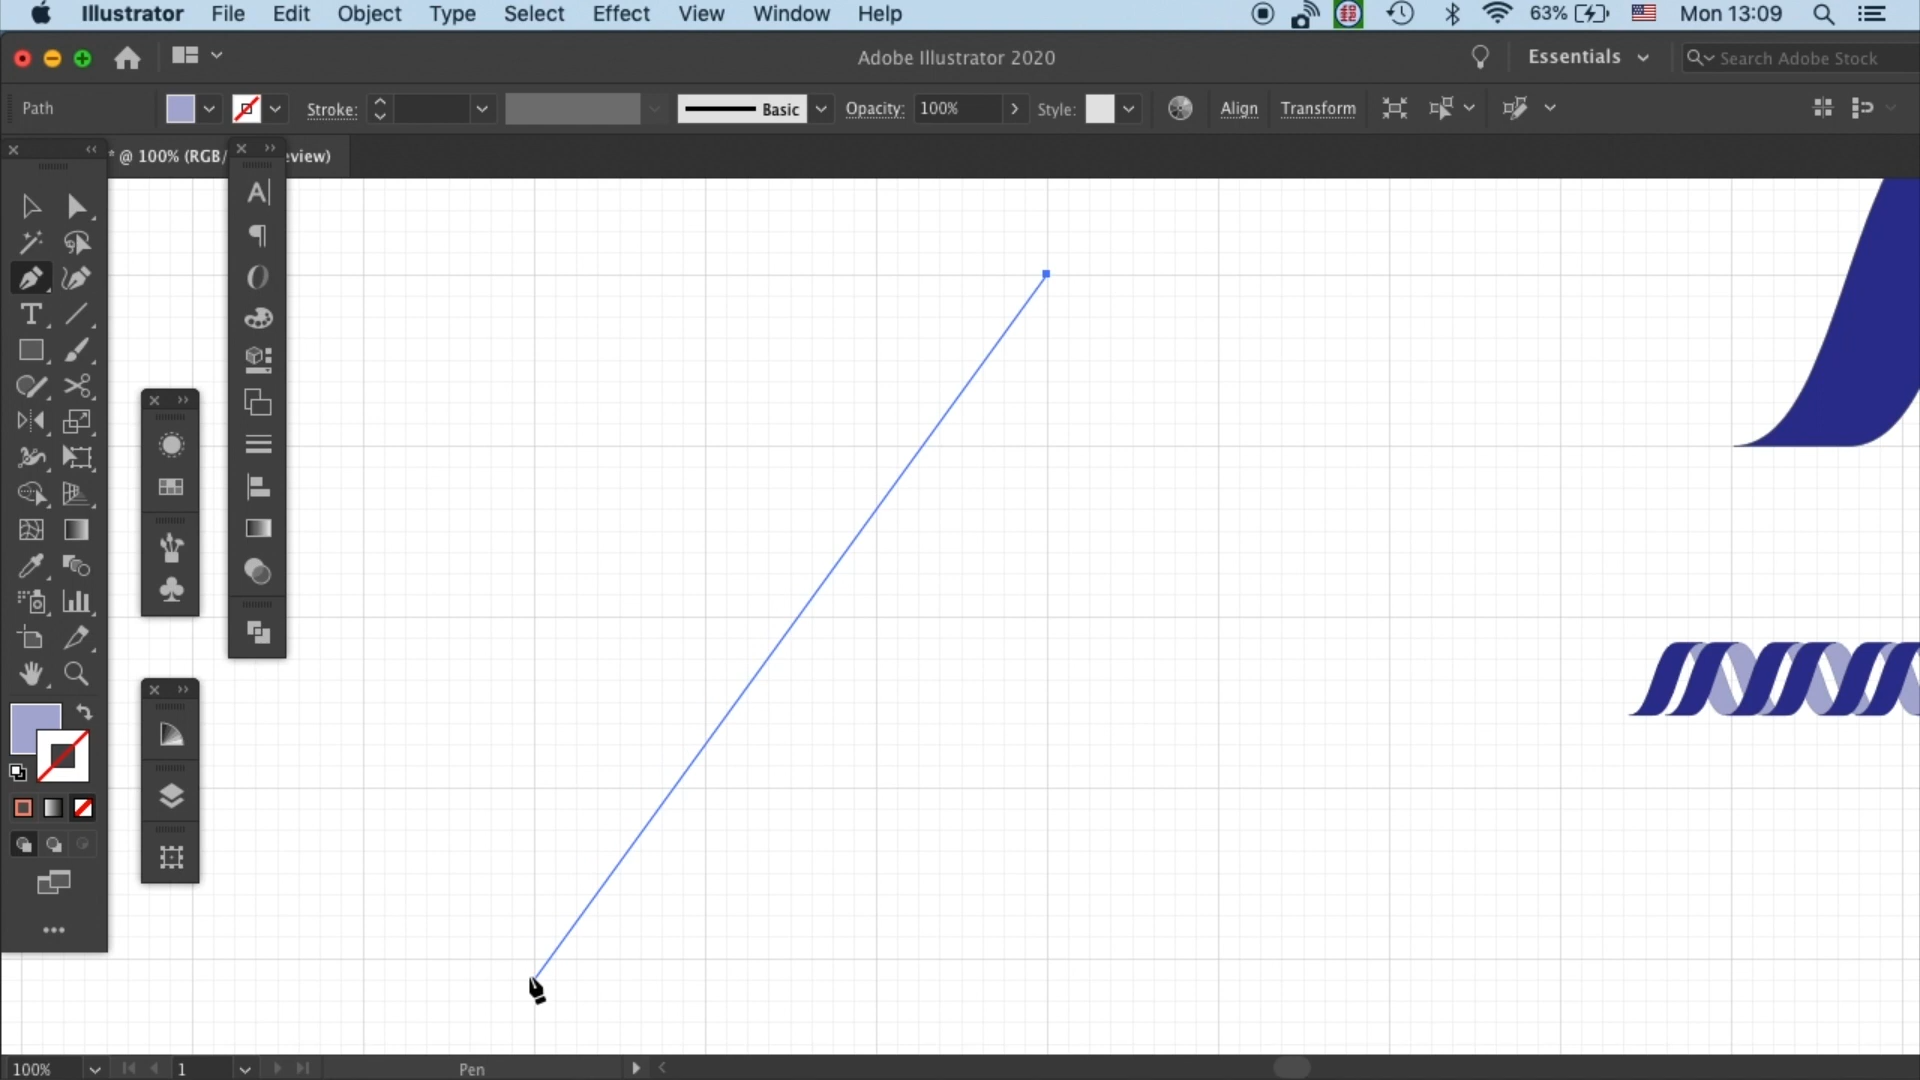 Illustrator File Edit Object Type Select Effect View Window Help 63% Mon 13:09
Adobe Illustrator 2020 Essentials Search Adobe Stock
Path Stroke: Basic Opacity: 100% Style: Align Transform
* @ 100% (RGB/ eview)
100% 1 Pen